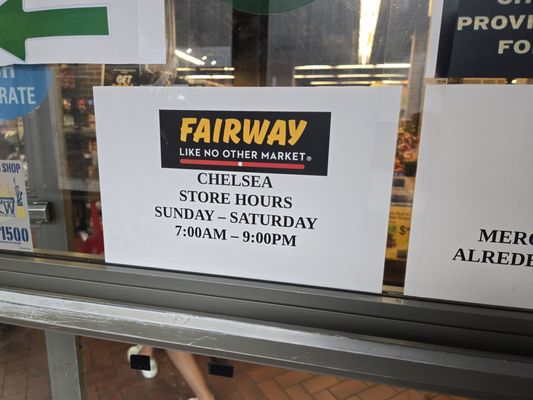 PROVI
FO
RATE
SHOP
1500
FAIRWAY
LIKE NO OTHER MARKET®
CHELSEA
STORE HOURS
SUNDAY – SATURDAY
7:00AM – 9:00PM
MERC
ALREDE